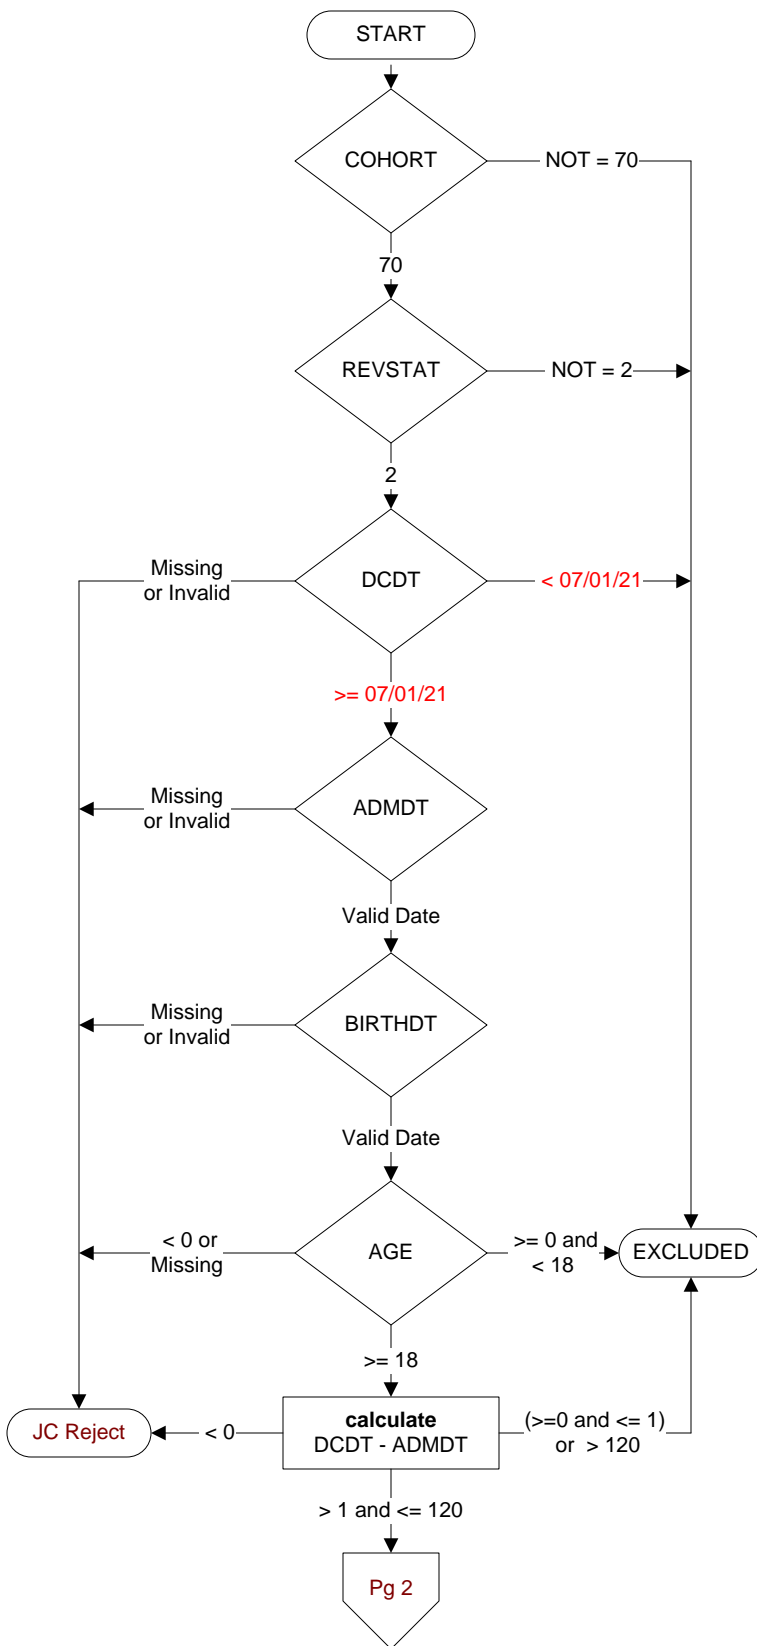 START
COHORT
NOT = 70
70
REVSTAT
NOT = 2
2
Missing
or Invalid
DCDT
< 07/01/21
>= 07/01/21
Missing
or Invalid
ADMDT
Valid Date
Missing
or Invalid
BIRTHDT
Valid Date
< 0 or
Missing
AGE
>= 0 and
< 18
EXCLUDED
>= 18
JC Reject
< 0
calculate
DCDT - ADMDT
(>=0 and <= 1)
or > 120
> 1 and <= 120
Pg 2